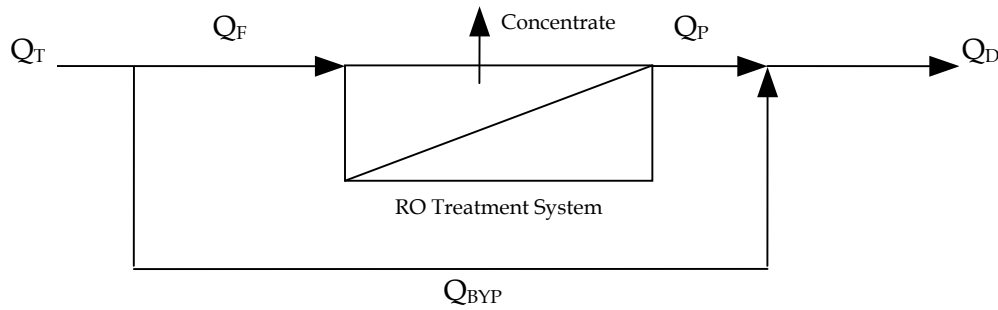 Q_T
Q_F
Concentrate
Q_P
Q_D
RO Treatment System
Q_BYP